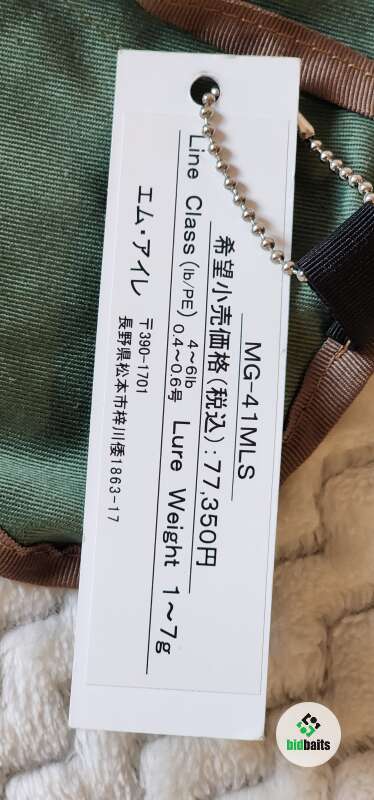 MG-41MLS
希望小売価格(税込):77,350円
Line Class(lb/PE) 4~6lb 0.4~0.6号 Lure Weight 1~7g
エム・アイレ 〒390-1701
長野県松本市梓川倭1863-17
bidbaits